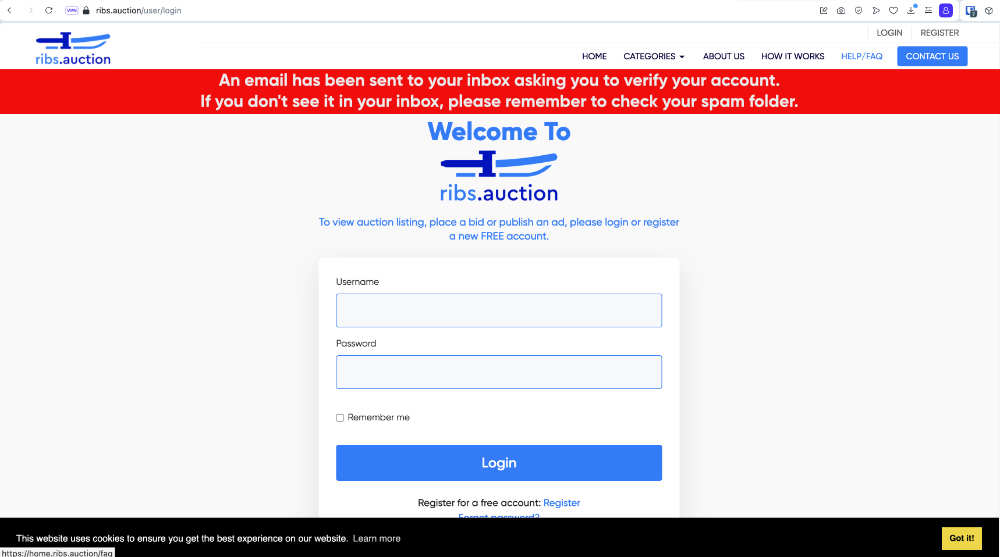 ribs.auction/user/login
VPN
2
LOGIN
REGISTER
ribs.auction
HOME
CATEGORIES
ABOUT US
HOW IT WORKS
HELP/FAQ
CONTACT US
An email has been sent to your inbox asking you to verify your account.
If you don't see it in your inbox, please remember to check your spam folder.
Welcome To
ribs.auction
To view auction listing, place a bid or publish an ad, please login or register
a new FREE account.
Username
Password
Remember me
Login
Register for a free account: Register
Forgot password?
This website uses cookies to ensure you get the best experience on our website. Learn more
Got it!
https://home.ribs.auction/faq